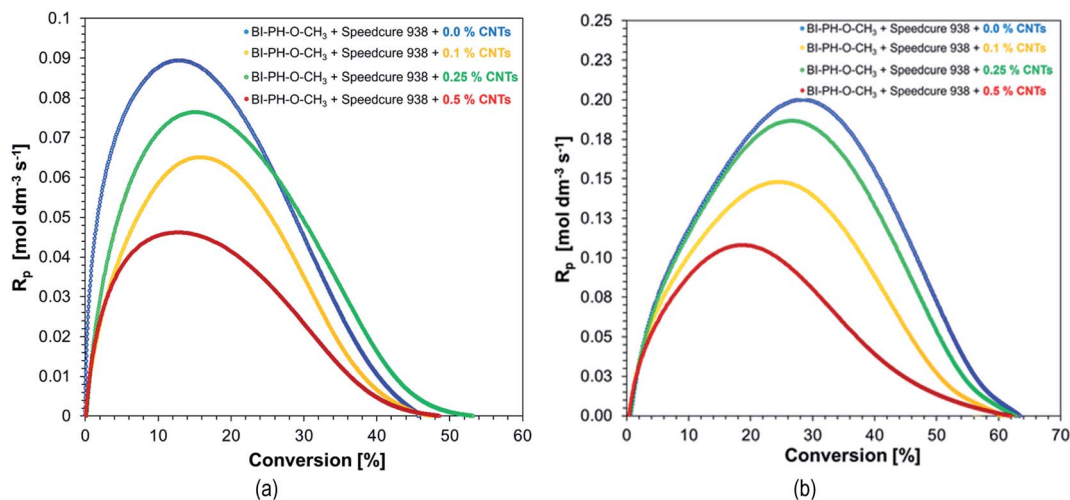 0.1
0.09
0.08
0.07
0.06
0.05
0.04
0.03
0.02
0.01
0
R_p [mol dm⁻³ s⁻¹]
BI-PH-O-CH₃ + Speedcure 938 + 0.0 % CNTs
BI-PH-O-CH₃ + Speedcure 938 + 0.1 % CNTs
BI-PH-O-CH₃ + Speedcure 938 + 0.25 % CNTs
BI-PH-O-CH₃ + Speedcure 938 + 0.5 % CNTs
0 10 20 30 40 50 60
Conversion [%]
(a)
0.25
0.23
0.20
0.18
0.15
0.13
0.10
0.08
0.05
0.03
0.00
R_p [mol dm⁻³ s⁻¹]
BI-PH-O-CH₃ + Speedcure 938 + 0.0 % CNTs
BI-PH-O-CH₃ + Speedcure 938 + 0.1 % CNTs
BI-PH-O-CH₃ + Speedcure 938 + 0.25 % CNTs
BI-PH-O-CH₃ + Speedcure 938 + 0.5 % CNTs
0 10 20 30 40 50 60 70
Conversion [%]
(b)